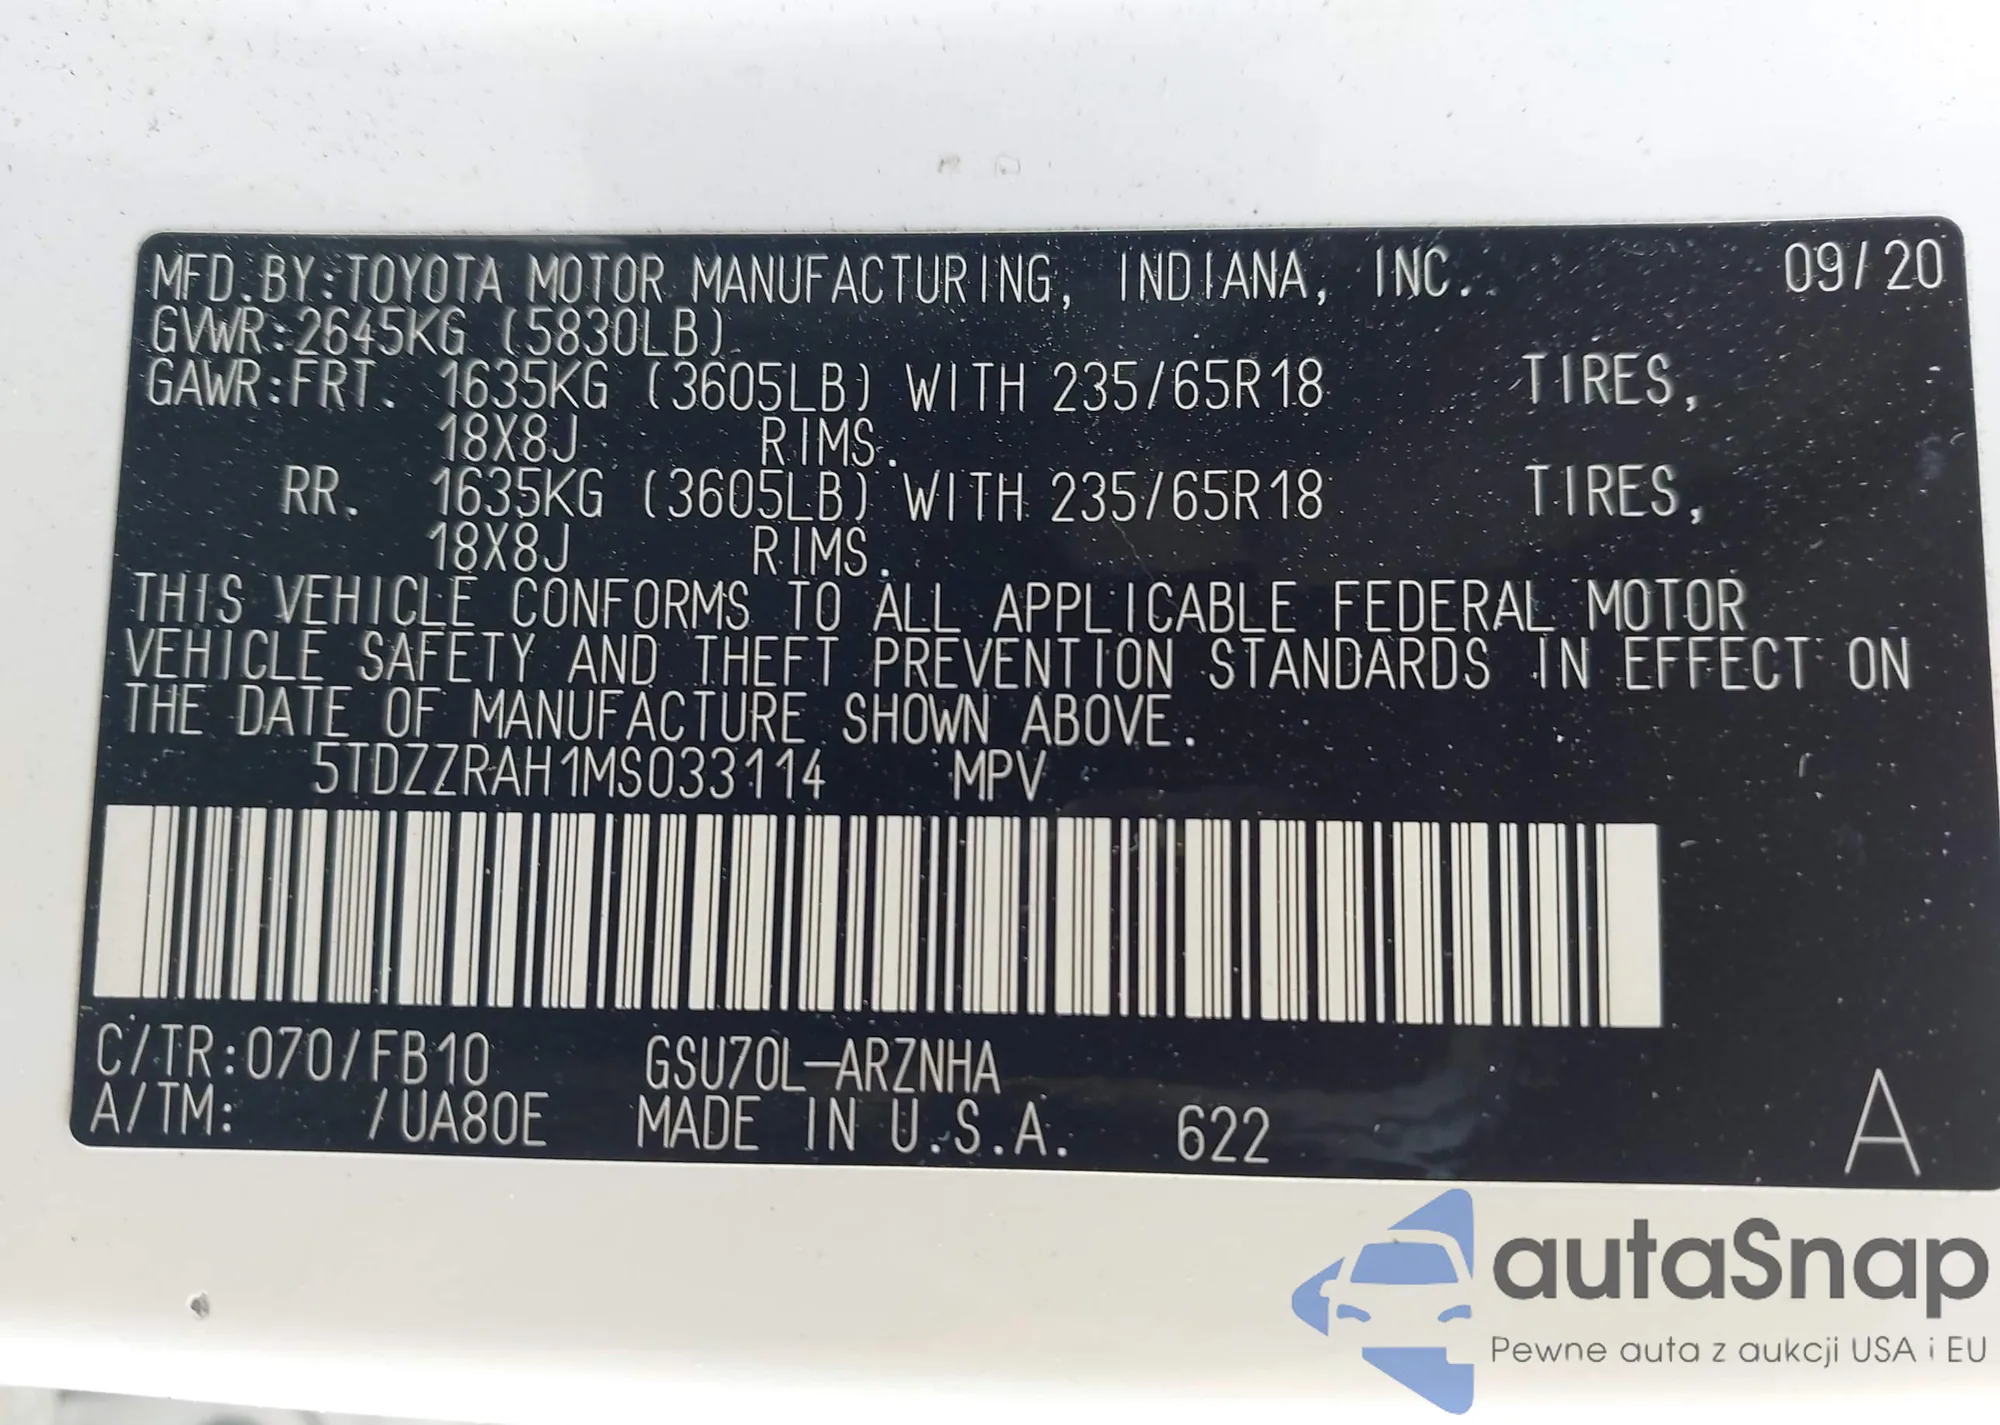 MFD.BY:TOYOTA MOTOR MANUFACTURING, INDIANA, INC. 09/20
GVWR:2645KG (5830LB)
GAWR:FRT. 1635KG (3605LB) WITH 235/65R18 TIRES,
18X8J RIMS.
RR. 1635KG (3605LB) WITH 235/65R18 TIRES,
18X8J RIMS.
THIS VEHICLE CONFORMS TO ALL APPLICABLE FEDERAL MOTOR
VEHICLE SAFETY AND THEFT PREVENTION STANDARDS IN EFFECT ON
THE DATE OF MANUFACTURE SHOWN ABOVE.
5TDZZRAH1MS033114 MPV
C/TR:070/FB10 GSU70L-ARZNHA
A/TM: /UA80E MADE IN U.S.A. 622 A
autaSnap
Pewne auta z aukcji USA i EU